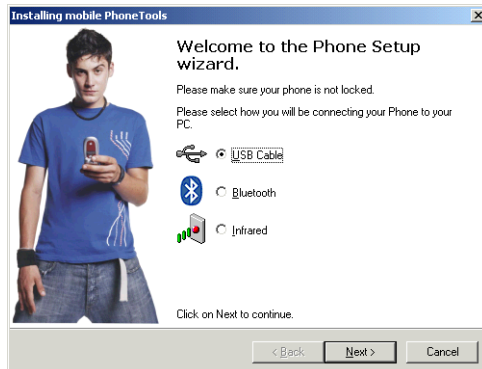 Installing mobile PhoneTools
Welcome to the Phone Setup
wizard.
Please make sure your phone is not locked.
Please select how you will be connecting your Phone to your
PC.
USB Cable
Bluetooth
Infrared
Click on Next to continue.
< Back
Next >
Cancel